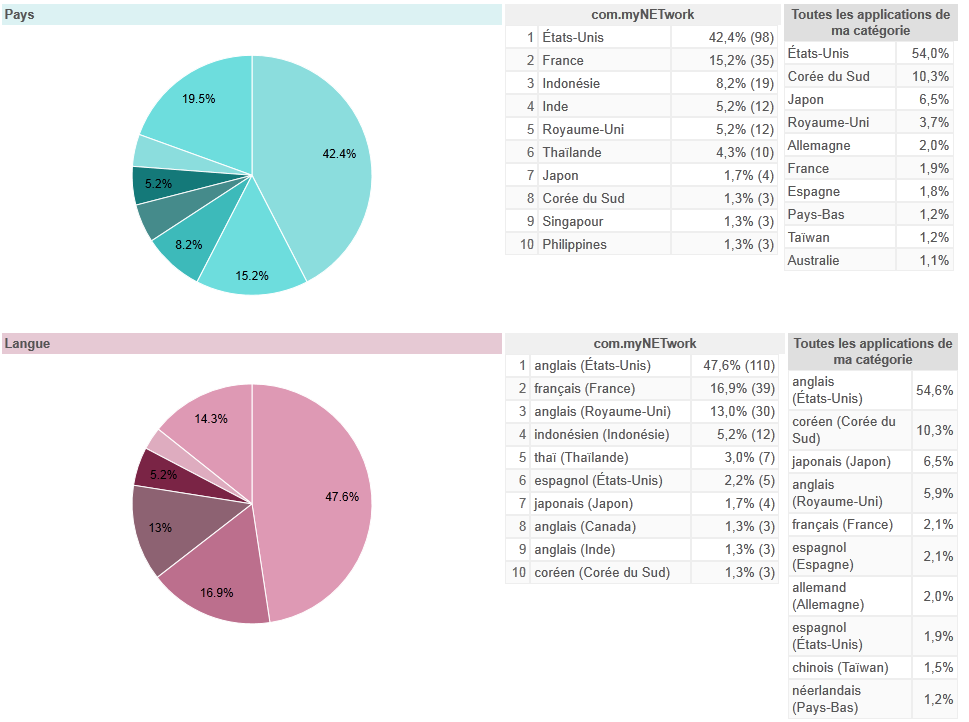 Pays
19.5%
42.4%
5.2%
8.2%
15.2%
com.myNETwork
1 États-Unis 42,4% (98)
2 France 15,2% (35)
3 Indonésie 8,2% (19)
4 Inde 5,2% (12)
5 Royaume-Uni 5,2% (12)
6 Thaïlande 4,3% (10)
7 Japon 1,7% (4)
8 Corée du Sud 1,3% (3)
9 Singapour 1,3% (3)
10 Philippines 1,3% (3)
Toutes les applications de
ma catégorie
États-Unis 54,0%
Corée du Sud 10,3%
Japon 6,5%
Royaume-Uni 3,7%
Allemagne 2,0%
France 1,9%
Espagne 1,8%
Pays-Bas 1,2%
Taïwan 1,2%
Australie 1,1%
Langue
14.3%
5.2%
47.6%
13%
16.9%
com.myNETwork
1 anglais (États-Unis) 47,6% (110)
2 français (France) 16,9% (39)
3 anglais (Royaume-Uni) 13,0% (30)
4 indonésien (Indonésie) 5,2% (12)
5 thaï (Thaïlande) 3,0% (7)
6 espagnol (États-Unis) 2,2% (5)
7 japonais (Japon) 1,7% (4)
8 anglais (Canada) 1,3% (3)
9 anglais (Inde) 1,3% (3)
10 coréen (Corée du Sud) 1,3% (3)
Toutes les applications de
ma catégorie
anglais
(États-Unis) 54,6%
coréen (Corée du
Sud) 10,3%
japonais (Japon) 6,5%
anglais
(Royaume-Uni) 5,9%
français (France) 2,1%
espagnol
(Espagne) 2,1%
allemand
(Allemagne) 2,0%
espagnol
(États-Unis) 1,9%
chinois (Taïwan) 1,5%
néerlandais
(Pays-Bas) 1,2%